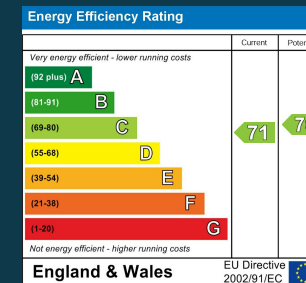 Energy Efficiency Rating
Current
Very energy efficient - lower running costs
(92 plus) A
(81-91) B
(69-80) C
71
(55-68) D
(39-54) E
(21-38) F
(1-20) G
Not energy efficient - higher running costs
England & Wales
EU Directive
2002/91/EC